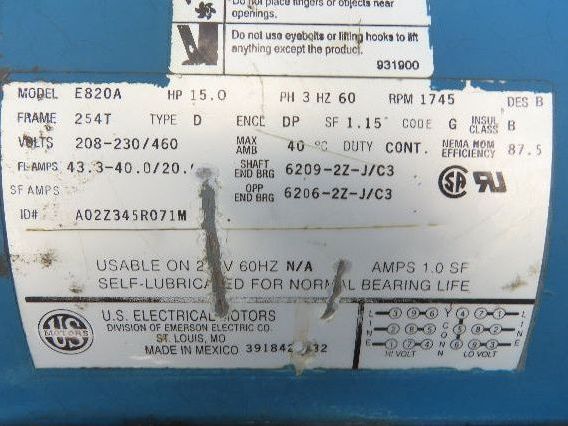 Do not place fingers or objects near
openings.
Do not use eyebolts or lifting hooks to lift
anything except the product.
931900
MODEL E820A HP 15.0 PH 3 HZ 60 RPM 1745 DES B
FRAME 254T TYPE D ENCL DP SF 1.15 CODE G INSUL CLASS B
VOLTS 208-230/460 MAX AMB 40 °C DUTY CONT. NEMA NOM EFFICIENCY 87.5
FL AMPS 43.3-40.0/20. SHAFT END BRG 6209-2Z-J/C3
SF AMPS OPP END BRG 6206-2Z-J/C3
ID# A02Z345R071M
USABLE ON V 60HZ N/A AMPS 1.0 SF
SELF-LUBRICATED FOR NORMAL BEARING LIFE
US MOTORS
U.S. ELECTRICAL MOTORS
DIVISION OF EMERSON ELECTRIC CO.
ST. LOUIS, MO
MADE IN MEXICO
HI VOLT LO VOLT